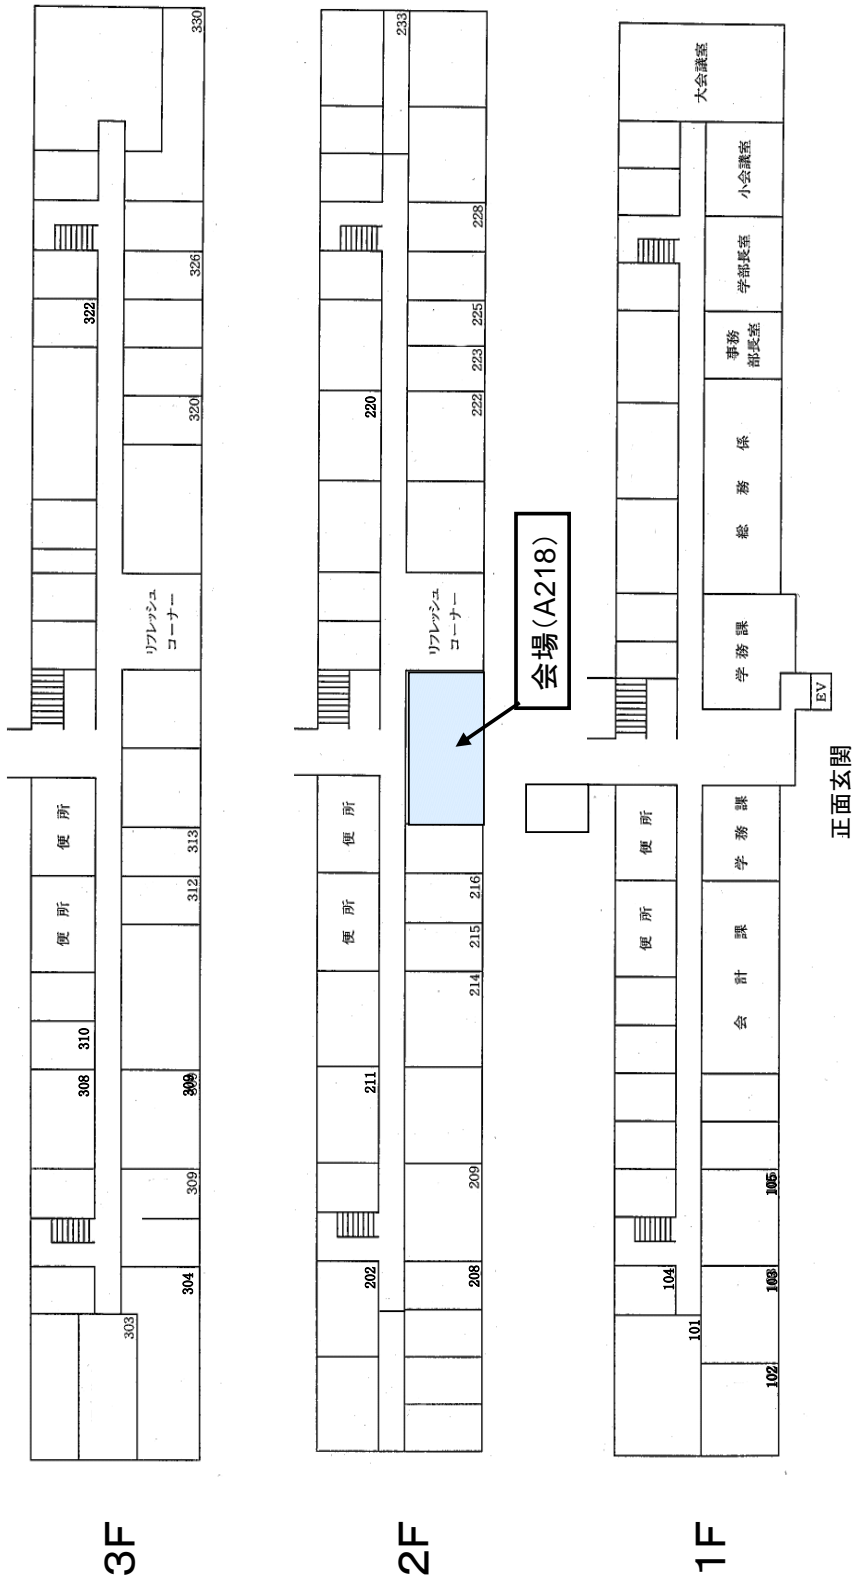 3F
303
304
309
308
310
312
313
便所
便所
リフレッシュ
コーナー
320
322
326
330
2F
202
208
209
211
214
215
216
便所
便所
会場(A218)
リフレッシュ
コーナー
220
222
223
225
228
233
1F
101
102
104
便所
便所
会計課
学務課
正面玄関
EV
学務課
総務係
事務
部長室
学部長室
小会議室
大会議室